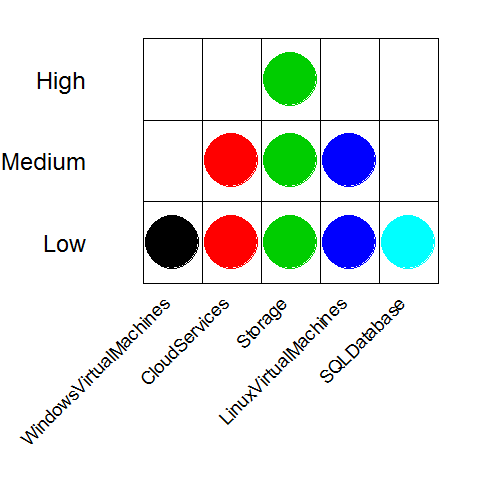 High
Medium
Low
WindowsVirtualMachines
CloudServices
Storage
LinuxVirtualMachines
SQLDatabase